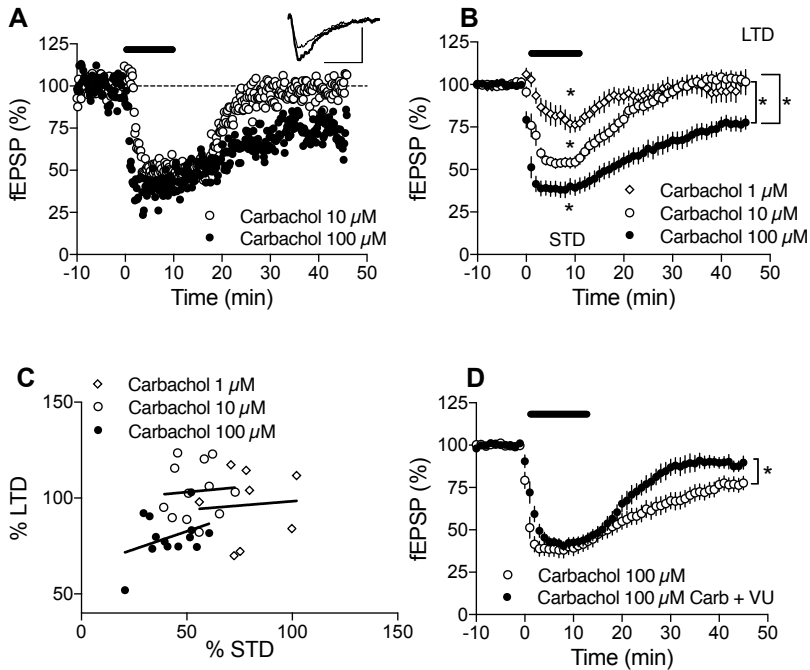 A
125
100
75
50
25
0
fEPSP (%)
Carbachol 10 µM
Carbachol 100 µM
-10 0 10 20 30 40 50
Time (min)
B
LTD
125
100
75
50
25
0
fEPSP (%)
*
*
*
* *
STD
Carbachol 1 µM
Carbachol 10 µM
Carbachol 100 µM
-10 0 10 20 30 40 50
Time (min)
C
Carbachol 1 µM
Carbachol 10 µM
Carbachol 100 µM
150
100
50
% LTD
0 50 100 150
% STD
D
125
100
75
50
25
0
fEPSP (%)
*
Carbachol 100 µM
Carbachol 100 µM Carb + VU
-10 0 10 20 30 40 50
Time (min)